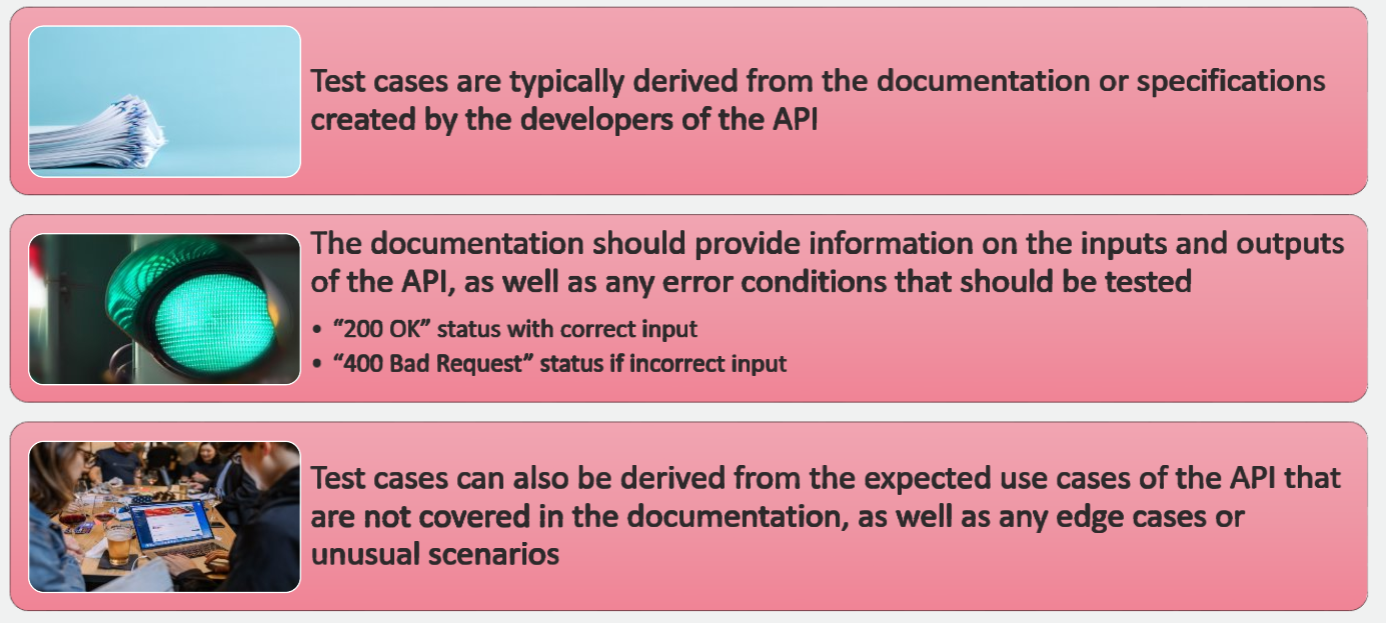 Test cases are typically derived from the documentation or specifications
created by the developers of the API
The documentation should provide information on the inputs and outputs
of the API, as well as any error conditions that should be tested
• “200 OK” status with correct input
• “400 Bad Request” status if incorrect input
Test cases can also be derived from the expected use cases of the API that
are not covered in the documentation, as well as any edge cases or
unusual scenarios